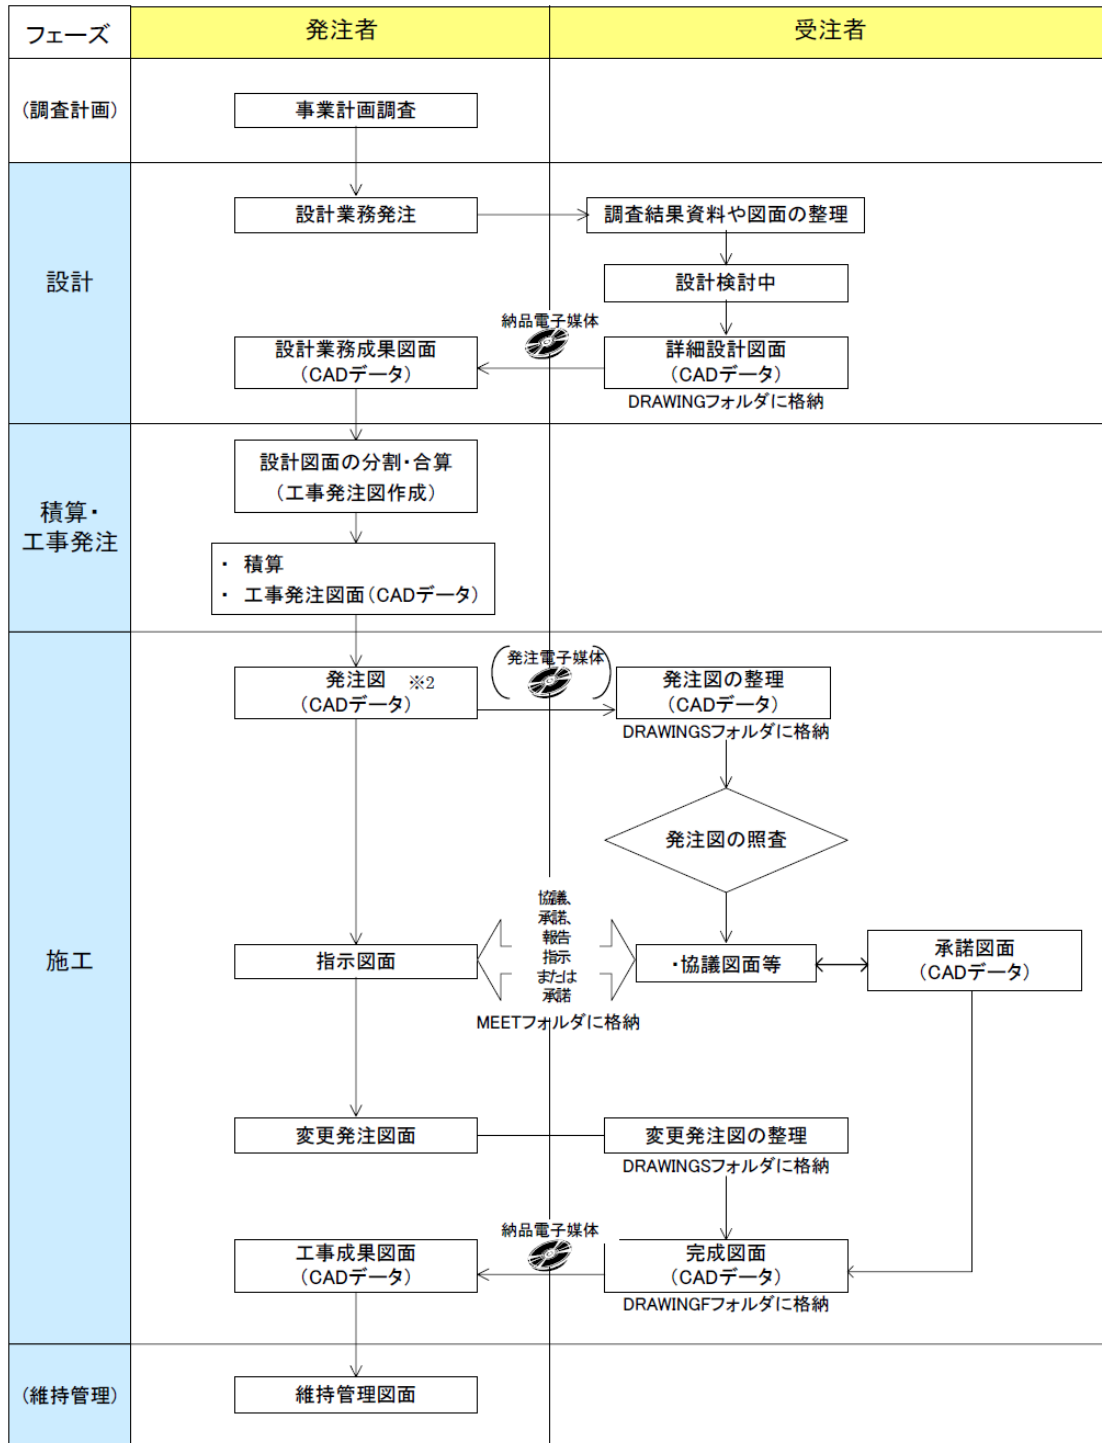 フェーズ
発注者
受注者
(調査計画)
事業計画調査
設計
設計業務発注
調査結果資料や図面の整理
設計検討中
納品電子媒体
設計業務成果図面
(CADデータ)
詳細設計図面
(CADデータ)
DRAWINGフォルダに格納
積算・
工事発注
設計図面の分割・合算
(工事発注図作成)
・ 積算
・ 工事発注図面(CADデータ)
施工
発注図 ※2
(CADデータ)
(発注電子媒体)
発注図の整理
(CADデータ)
DRAWINGSフォルダに格納
発注図の照査
指示図面
協議、
承諾、
報告
指示
または
承諾
MEETフォルダに格納
・協議図面等
承諾図面
(CADデータ)
変更発注図面
変更発注図の整理
DRAWINGSフォルダに格納
納品電子媒体
工事成果図面
(CADデータ)
完成図面
(CADデータ)
DRAWINGFフォルダに格納
(維持管理)
維持管理図面